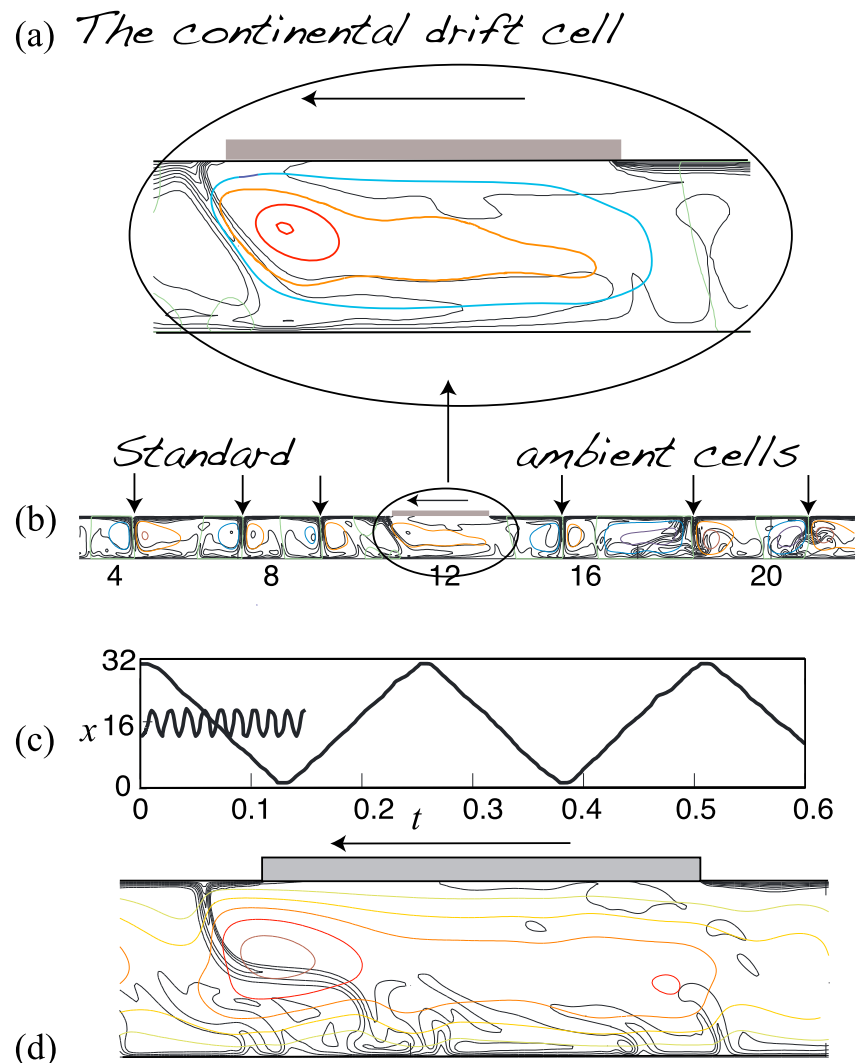 (a) The continental drift cell
Standard ambient cells
(b)
4 8 12 16 20
32
(c) x 16
0
0 0.1 0.2 0.3 0.4 0.5 0.6
t
(d)